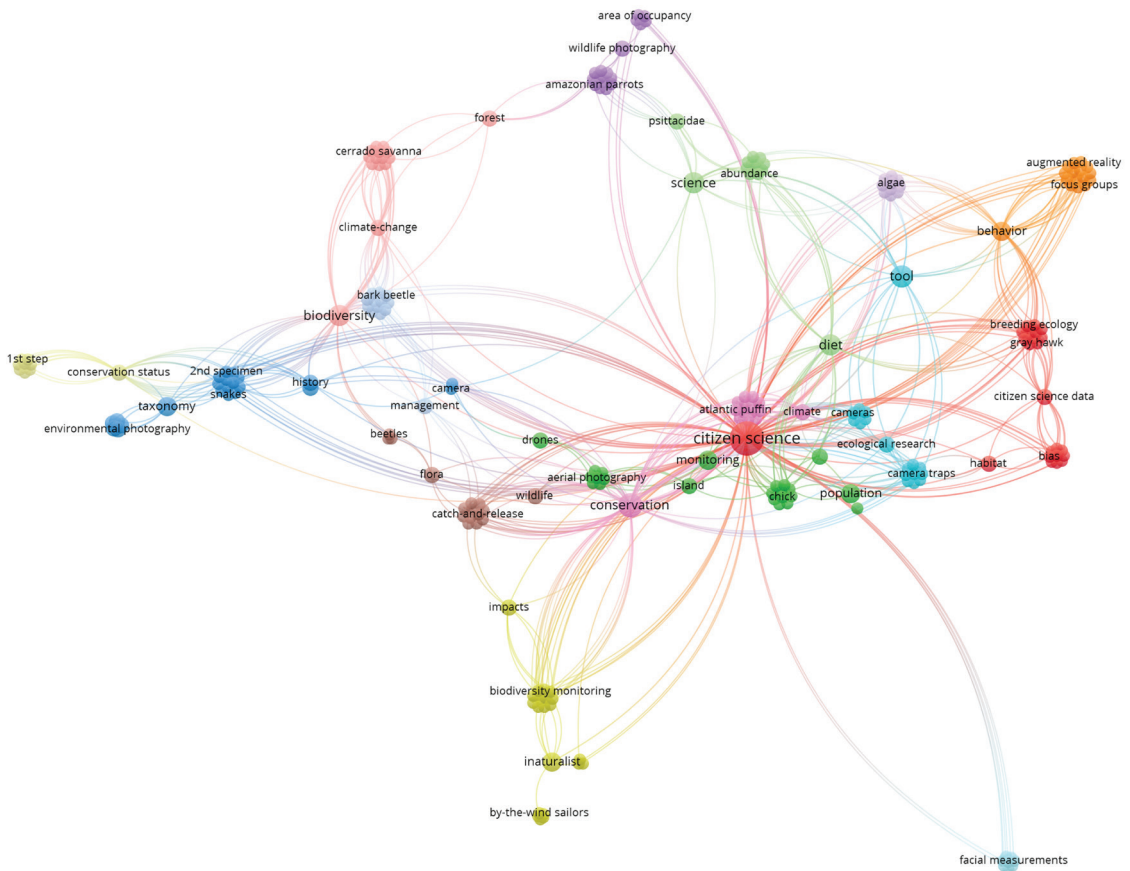 area of occupancy
wildlife photography
amazonian parrots
forest
psittacidae
cerrado savanna
science
abundance
algae
augmented reality
focus groups
climate-change
behavior
tool
bark beetle
biodiversity
breeding ecology
gray hawk
diet
1st step
conservation status
2nd specimen
snakes
history
camera
citizen science data
taxonomy
management
atlantic puffin
climate
cameras
environmental photography
beetles
drones
citizen science
ecological research
monitoring
habitat
bias
flora
aerial photography
camera traps
island
wildlife
chick
population
catch-and-release
conservation
impacts
biodiversity monitoring
inaturalist
by-the-wind sailors
facial measurements